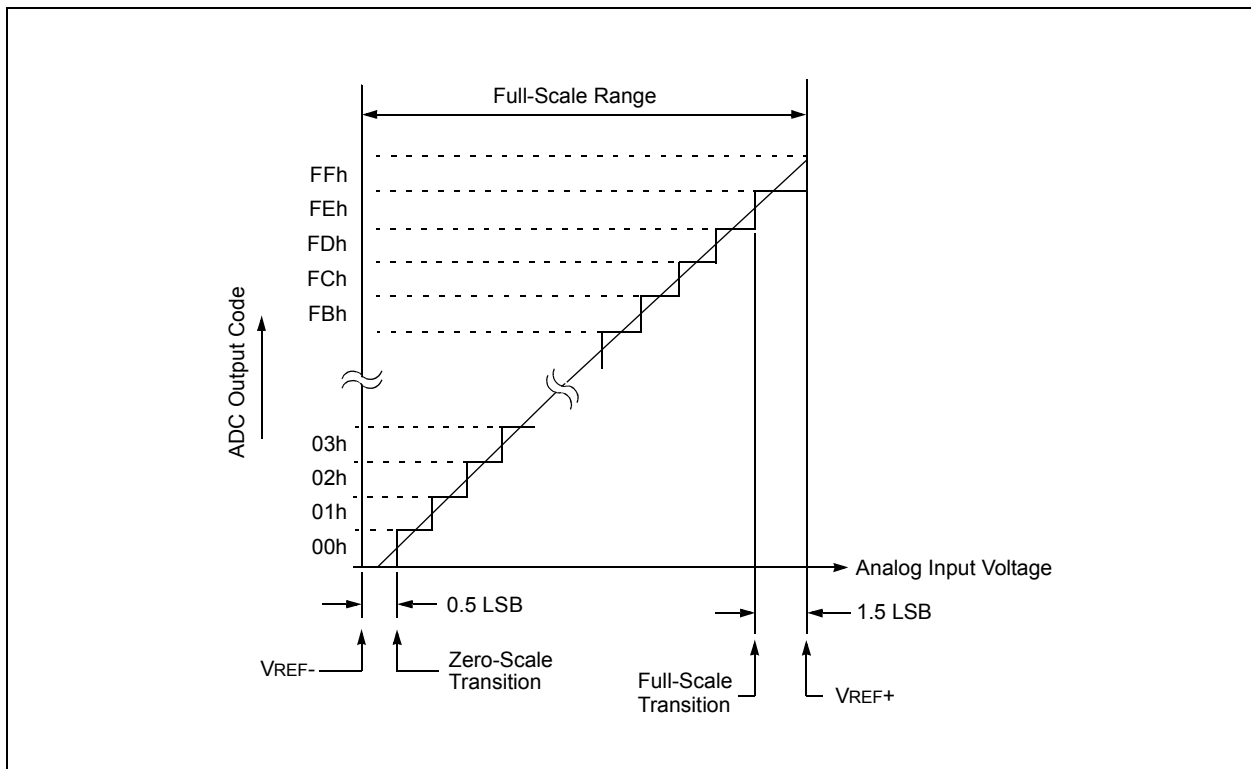 Full-Scale Range
FFh
FEh
FDh
FCh
FBh
ADC Output Code
03h
02h
01h
00h
Analog Input Voltage
0.5 LSB
1.5 LSB
VREF-
Zero-Scale
Transition
Full-Scale
Transition
VREF+